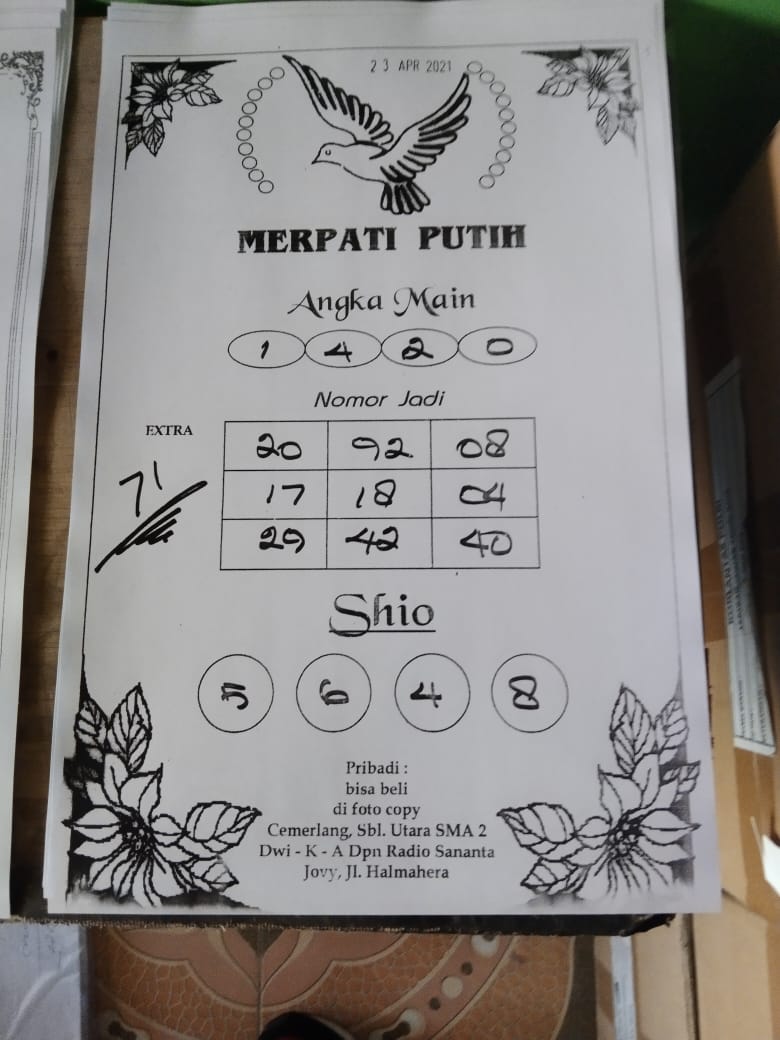 23 APR 2021
MERPATI PUTIH
Angka Main
1 4 2 0
Nomor Jadi
EXTRA
71
20 92 08
17 18 04
29 42 40
Shio
5 6 4 8
Pribadi :
bisa beli
di foto copy
Cemerlang, Sbl. Utara SMA 2
Dwi - K - A Dpn Radio Sananta
Jovy, Jl. Halmahera